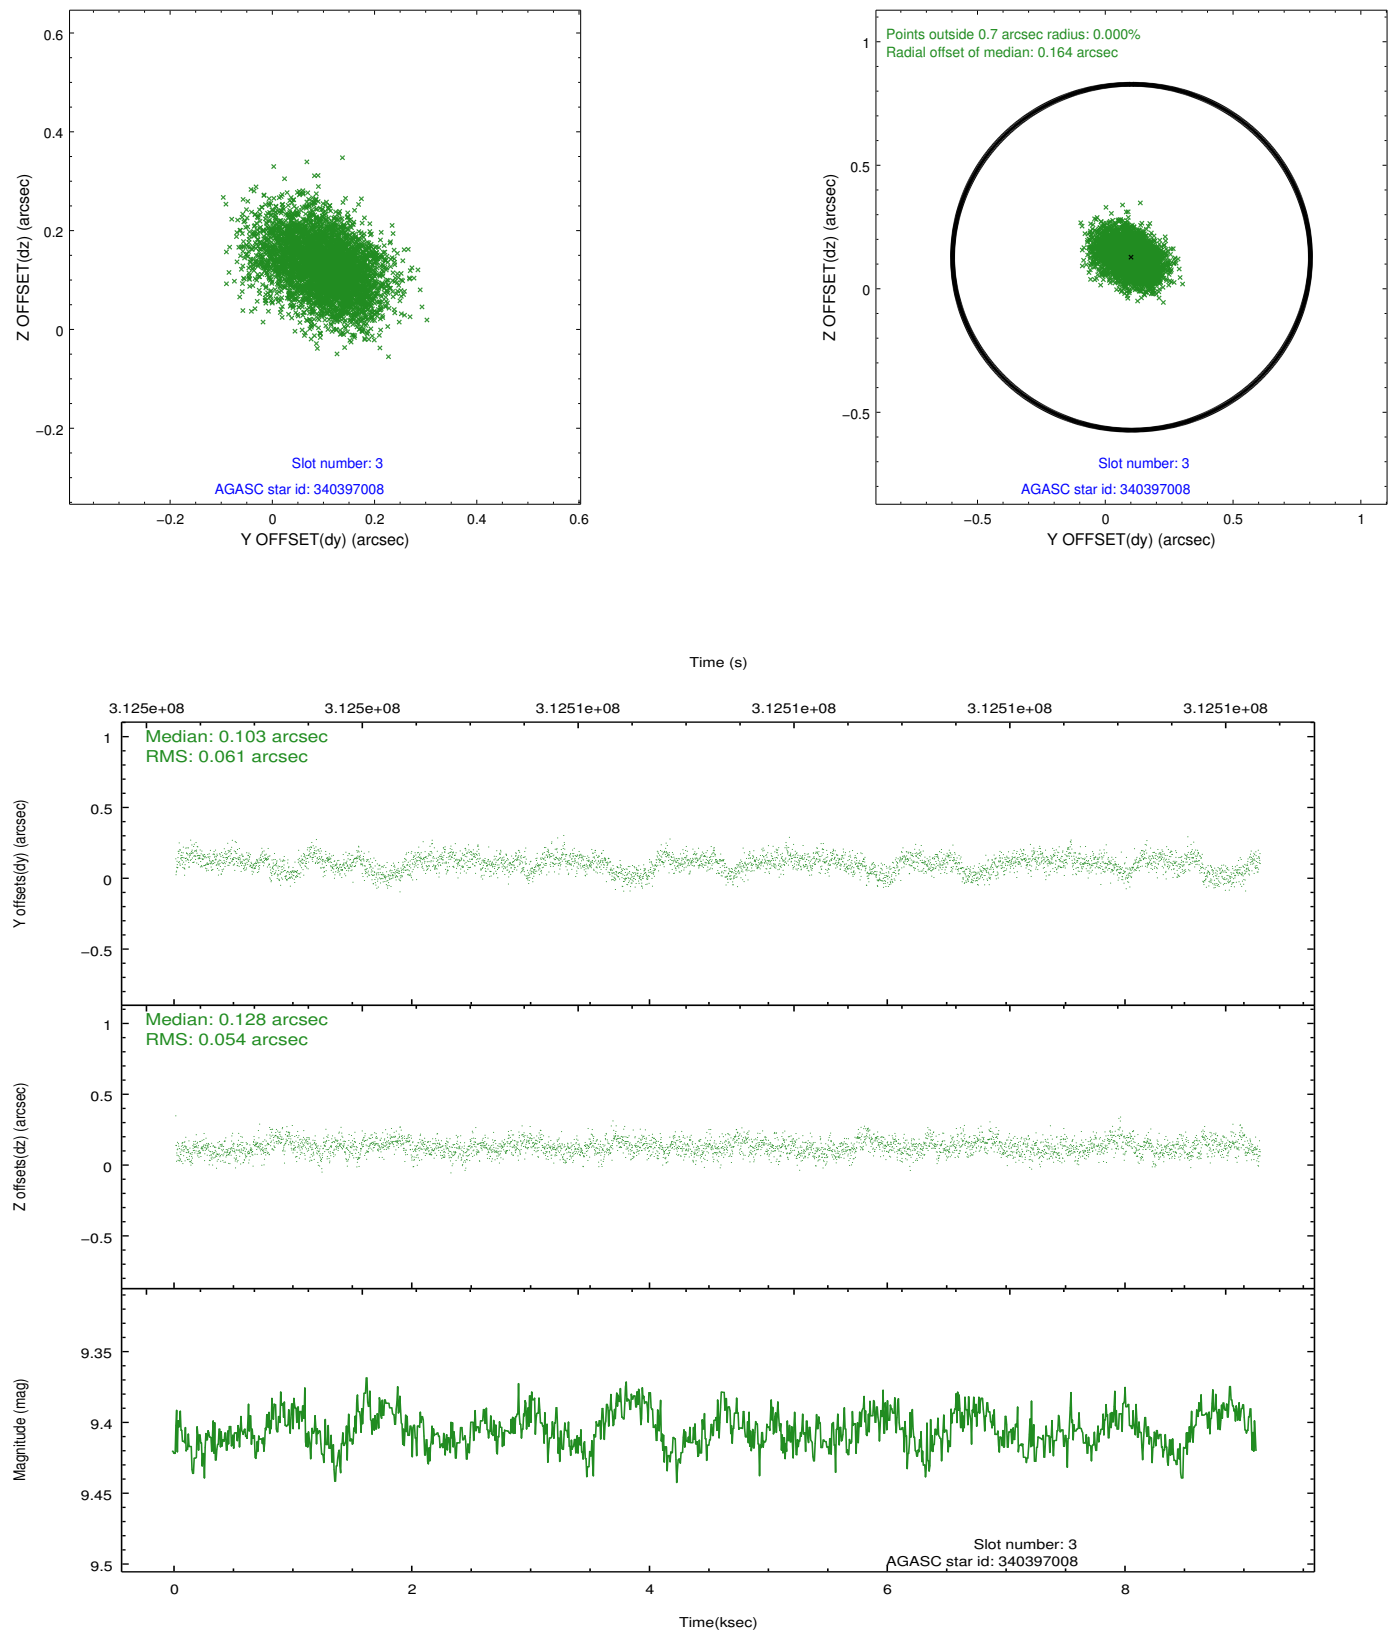 0.6
0.4
0.2
0
−0.2
Z OFFSET(dz) (arcsec)
Slot number: 3
AGASC star id: 340397008
−0.2 0 0.2 0.4 0.6
Y OFFSET(dy) (arcsec)
Points outside 0.7 arcsec radius: 0.000%
Radial offset of median: 0.164 arcsec
1
0.5
0
−0.5
Z OFFSET(dz) (arcsec)
Slot number: 3
AGASC star id: 340397008
−0.5 0 0.5 1
Y OFFSET(dy) (arcsec)
Time (s)
3.125e+08 3.125e+08 3.1251e+08 3.1251e+08 3.1251e+08 3.1251e+08
Median: 0.103 arcsec
RMS: 0.061 arcsec
1
0.5
0
−0.5
Y offsets(dy) (arcsec)
Median: 0.128 arcsec
RMS: 0.054 arcsec
1
0.5
0
−0.5
Z offsets(dz) (arcsec)
9.35
9.4
9.45
9.5
Magnitude (mag)
Slot number: 3
AGASC star id: 340397008
0 2 4 6 8
Time(ksec)